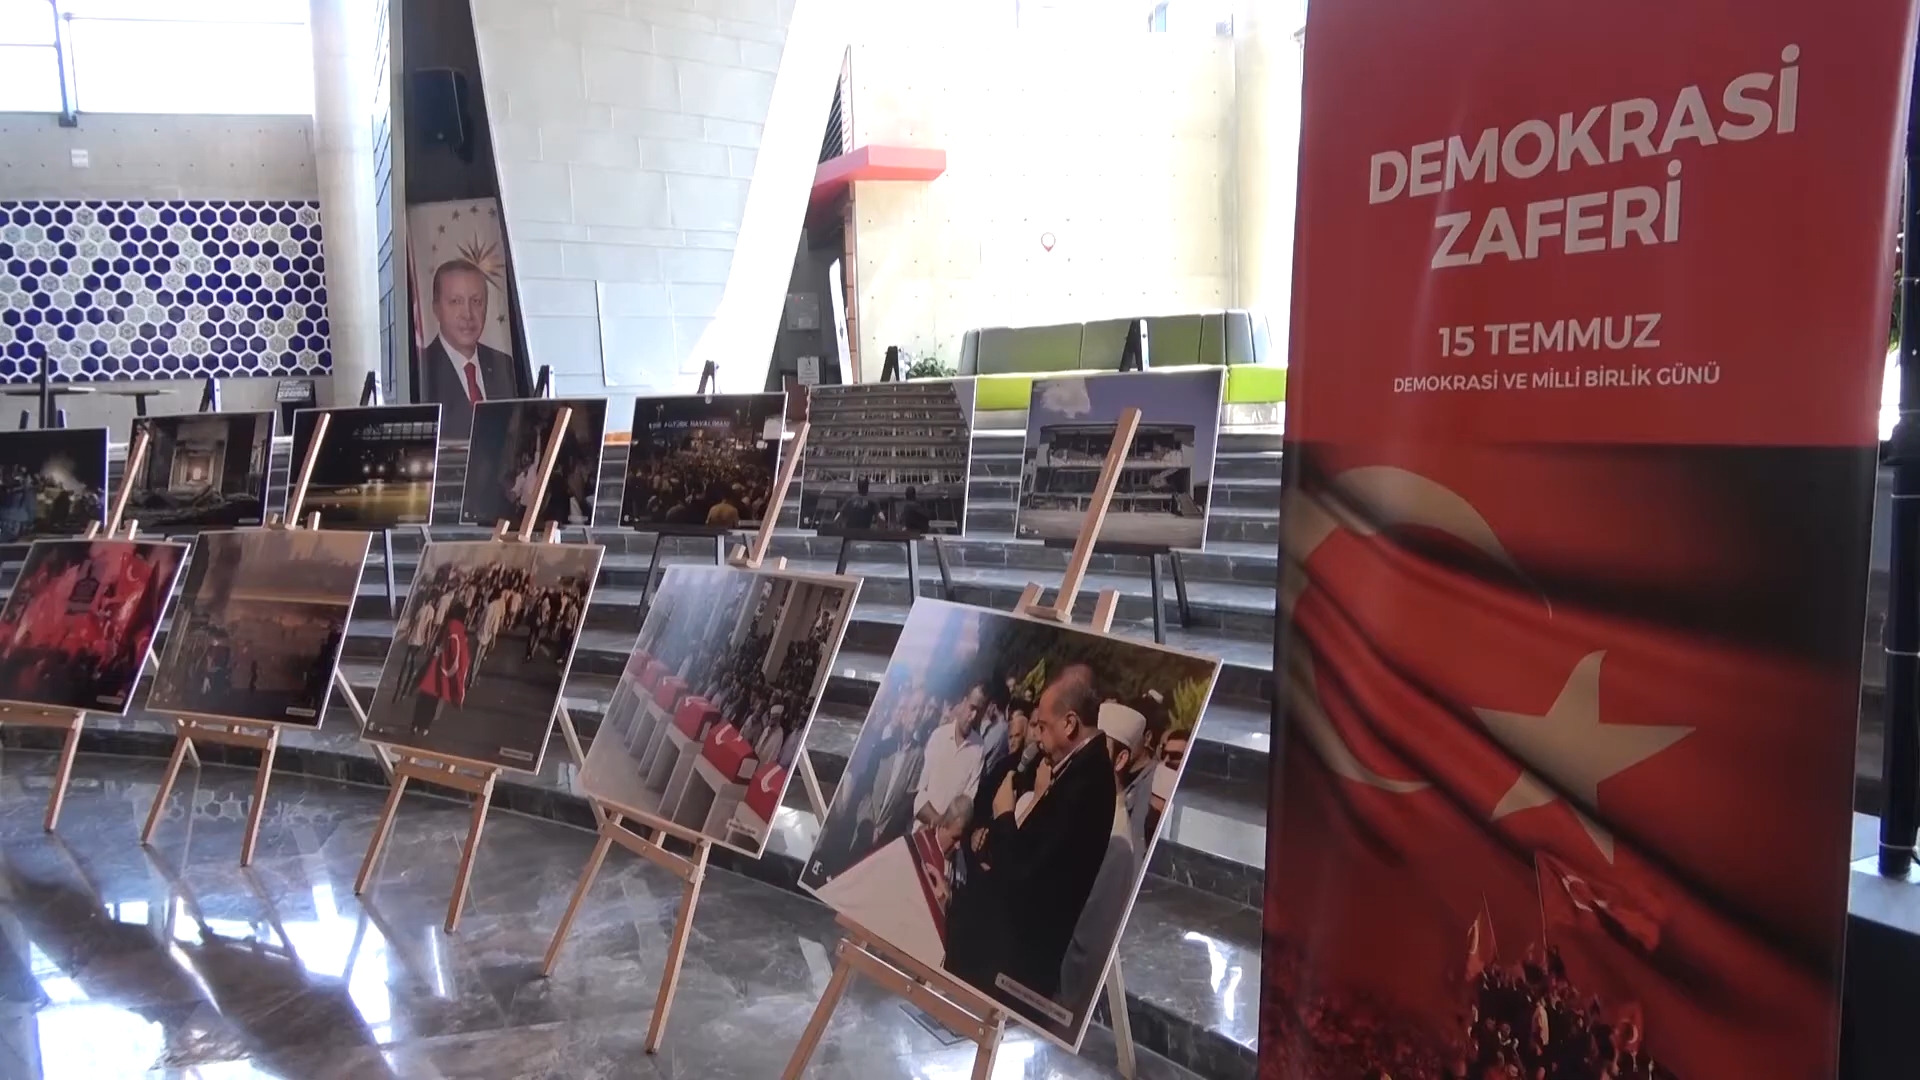 DEMOKRASİ
ZAFERİ
15 TEMMUZ
DEMOKRASİ VE MİLLİ BİRLİK GÜNÜ